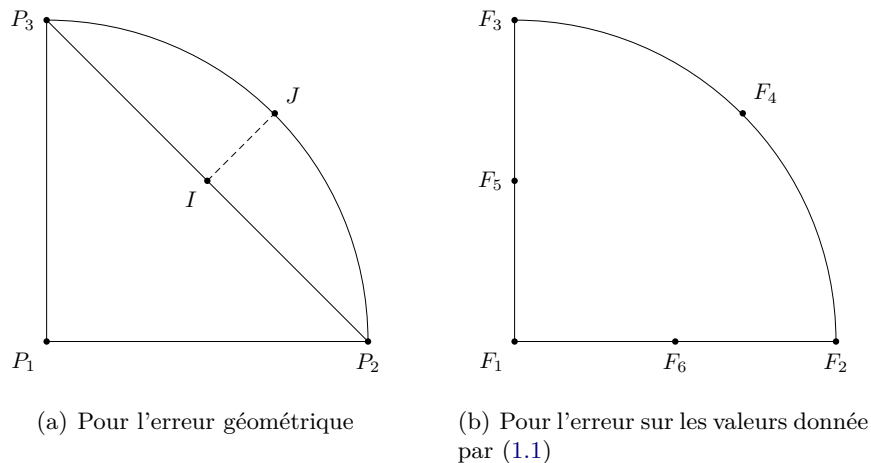 P3
J
I
P1
P2
(a) Pour l'erreur géométrique
F3
F4
F5
F1
F6
F2
(b) Pour l'erreur sur les valeurs donnée
par (1.1)